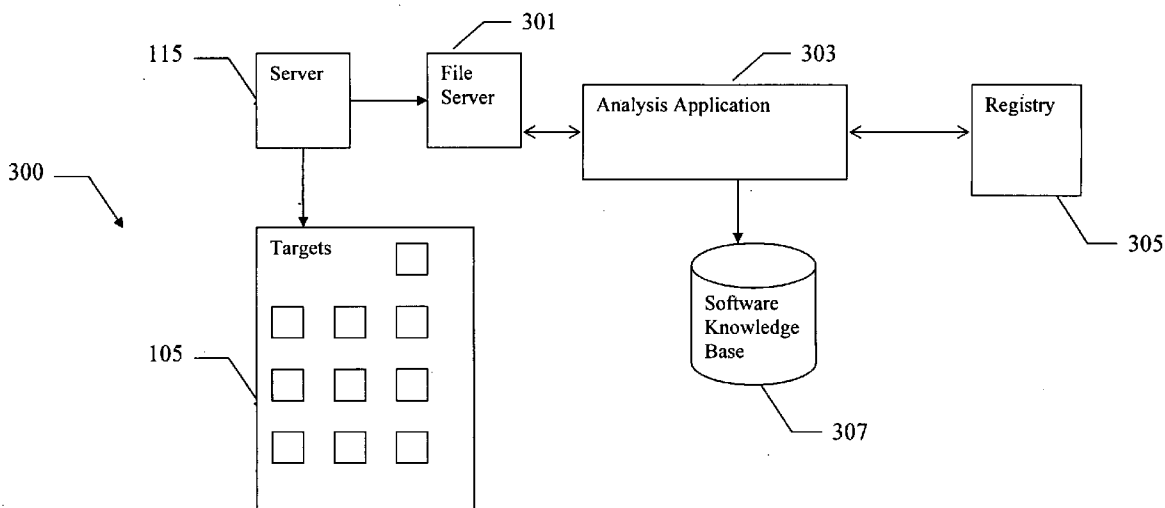 301
115
303
Server
File
Server
Analysis Application
Registry
300
305
Targets
Software
Knowledge
Base
105
307